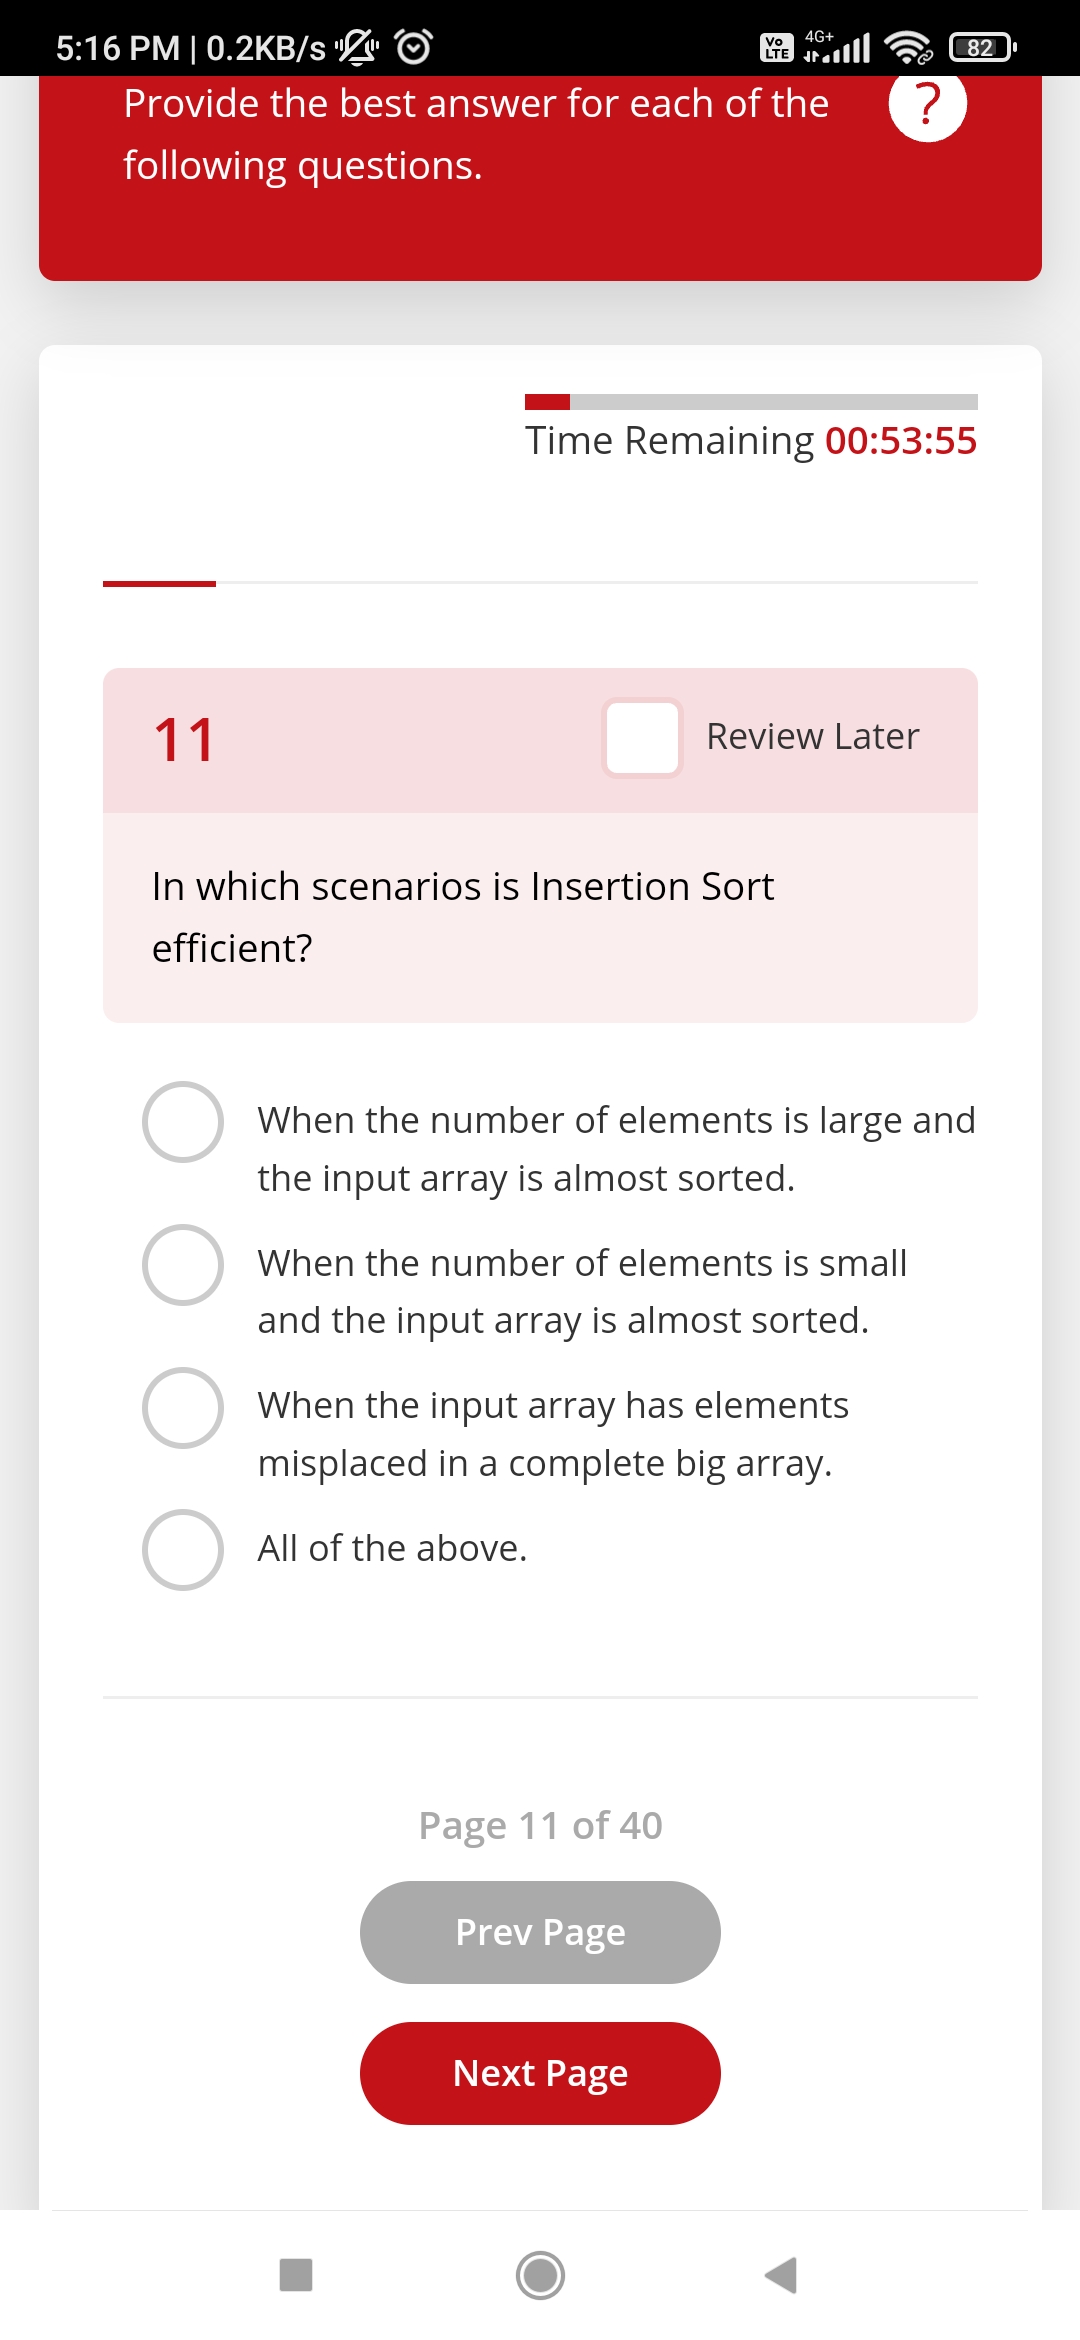 5:16 PM | 0.2KB/s
Vo LTE 4G+ 82
Provide the best answer for each of the
following questions.
?
Time Remaining 00:53:55
11
Review Later
In which scenarios is Insertion Sort
efficient?
When the number of elements is large and
the input array is almost sorted.
When the number of elements is small
and the input array is almost sorted.
When the input array has elements
misplaced in a complete big array.
All of the above.
Page 11 of 40
Prev Page
Next Page